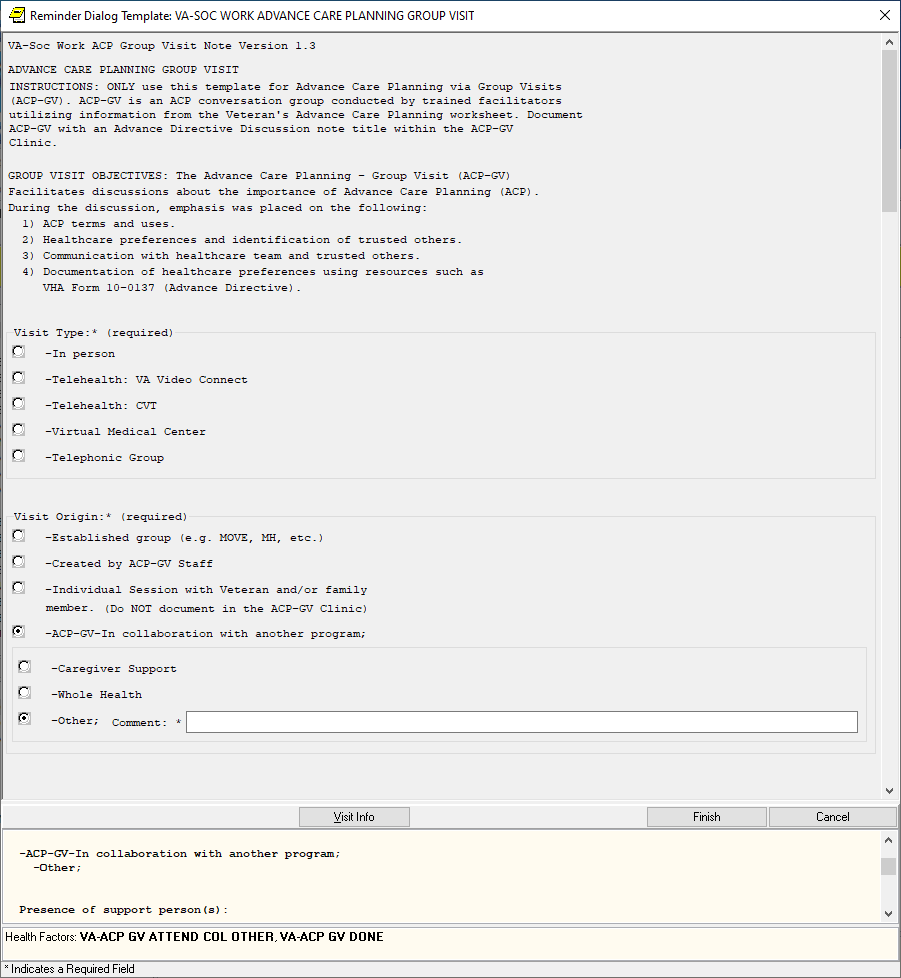 Reminder Dialog Template: VA-SOC WORK ADVANCE CARE PLANNING GROUP VISIT
VA-Soc Work ACP Group Visit Note Version 1.3
ADVANCE CARE PLANNING GROUP VISIT
INSTRUCTIONS: ONLY use this template for Advance Care Planning via Group Visits
(ACP-GV). ACP-GV is an ACP conversation group conducted by trained facilitators
utilizing information from the Veteran's Advance Care Planning worksheet. Document
ACP-GV with an Advance Directive Discussion note title within the ACP-GV
Clinic.
GROUP VISIT OBJECTIVES: The Advance Care Planning - Group Visit (ACP-GV)
Facilitates discussions about the importance of Advance Care Planning (ACP).
During the discussion, emphasis was placed on the following:
1) ACP terms and uses.
2) Healthcare preferences and identification of trusted others.
3) Communication with healthcare team and trusted others.
4) Documentation of healthcare preferences using resources such as
VHA Form 10-0137 (Advance Directive).
Visit Type:* (required)
-In person
-Telehealth: VA Video Connect
-Telehealth: CVT
-Virtual Medical Center
-Telephonic Group
Visit Origin:* (required)
-Established group (e.g. MOVE, MH, etc.)
-Created by ACP-GV Staff
-Individual Session with Veteran and/or family
member. (Do NOT document in the ACP-GV Clinic)
-ACP-GV-In collaboration with another program;
-Caregiver Support
-Whole Health
-Other; Comment: *
Visit Info Finish Cancel
-ACP-GV-In collaboration with another program;
-Other;
Presence of support person(s):
Health Factors: VA-ACP GV ATTEND COL OTHER, VA-ACP GV DONE
* Indicates a Required Field